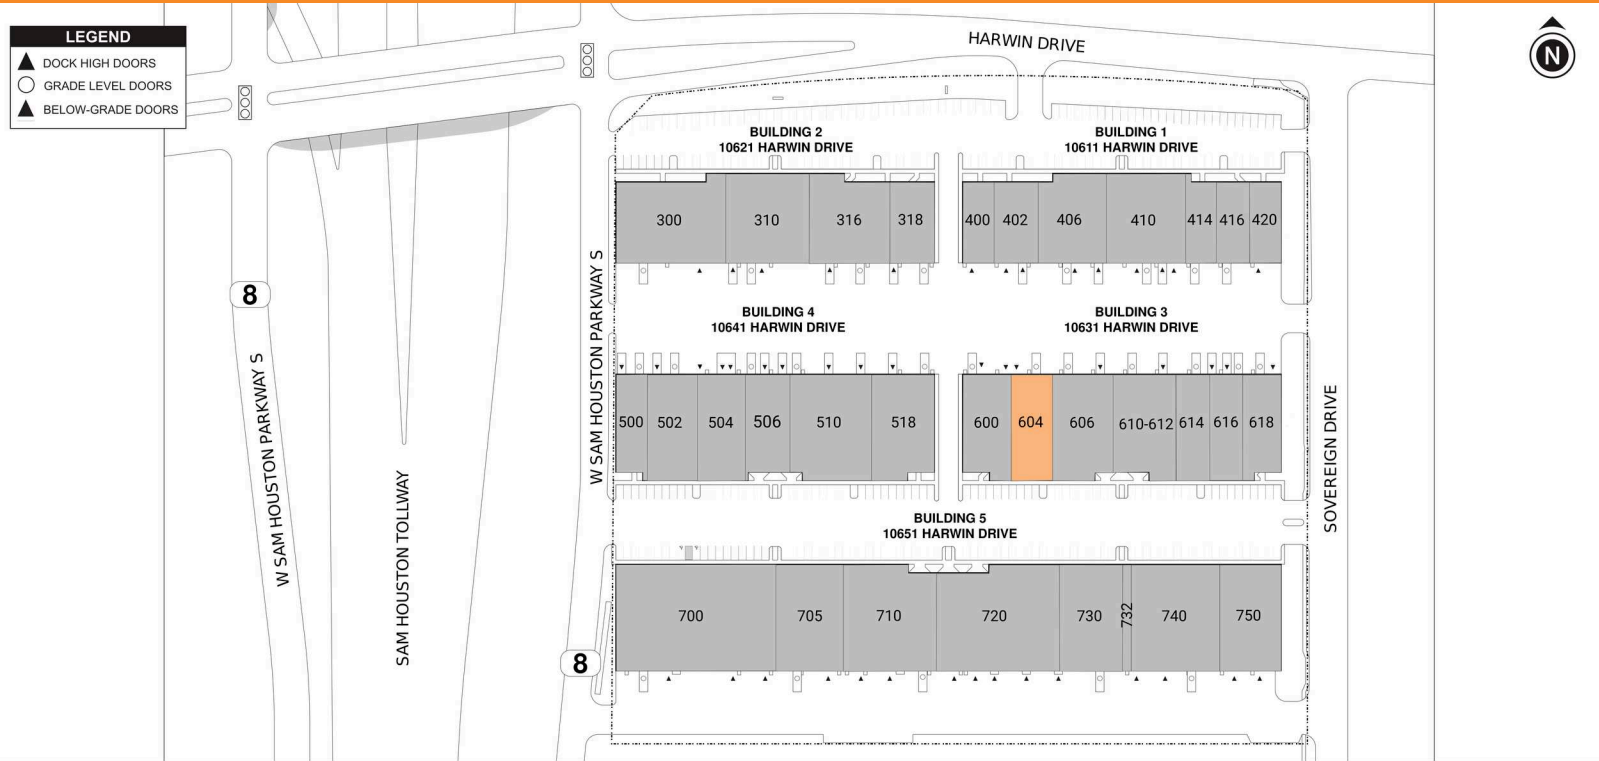 LEGEND
DOCK HIGH DOORS
GRADE LEVEL DOORS
BELOW-GRADE DOORS
HARWIN DRIVE
N
BUILDING 2
10621 HARWIN DRIVE
BUILDING 1
10611 HARWIN DRIVE
300
310
316
318
400
402
406
410
414
416
420
8
W SAM HOUSTON PARKWAY S
BUILDING 4
10641 HARWIN DRIVE
BUILDING 3
10631 HARWIN DRIVE
W SAM HOUSTON PARKWAY S
SAM HOUSTON TOLLWAY
500
502
504
506
510
518
600
604
606
610-612
614
616
618
SOVEREIGN DRIVE
BUILDING 5
10651 HARWIN DRIVE
700
705
710
720
730
732
740
750
8